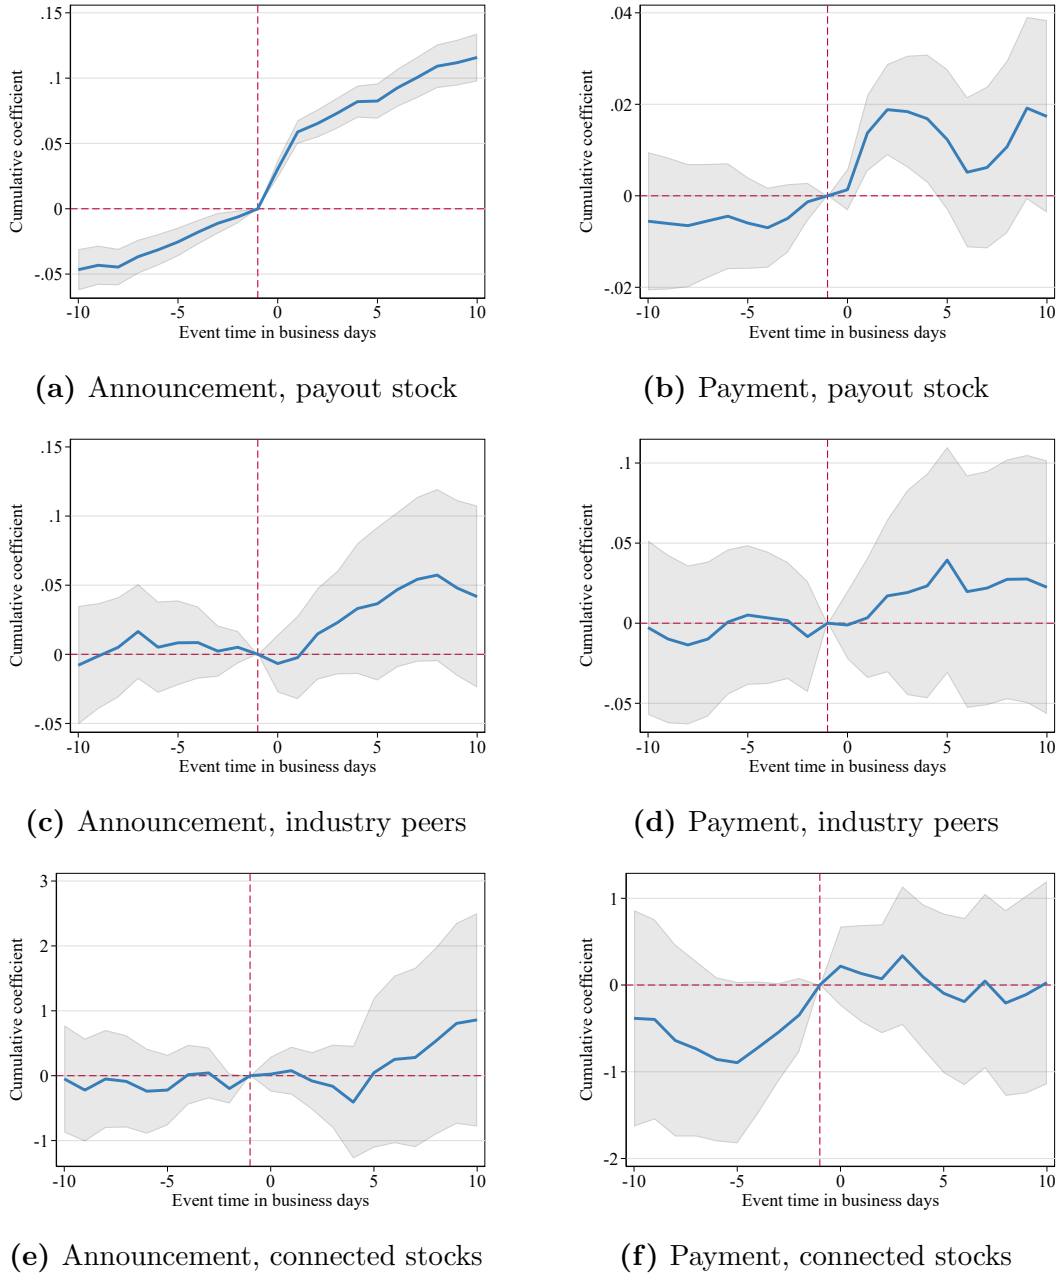 .15
.1
.05
0
-.05
Cumulative coefficient
-10 -5 0 5 10
Event time in business days
(a) Announcement, payout stock
.04
.02
0
-.02
Cumulative coefficient
-10 -5 0 5 10
Event time in business days
(b) Payment, payout stock
.15
.1
.05
0
-.05
Cumulative coefficient
-10 -5 0 5 10
Event time in business days
(c) Announcement, industry peers
.1
.05
0
-.05
Cumulative coefficient
-10 -5 0 5 10
Event time in business days
(d) Payment, industry peers
3
2
1
0
-1
Cumulative coefficient
-10 -5 0 5 10
Event time in business days
(e) Announcement, connected stocks
1
0
-1
-2
Cumulative coefficient
-10 -5 0 5 10
Event time in business days
(f) Payment, connected stocks